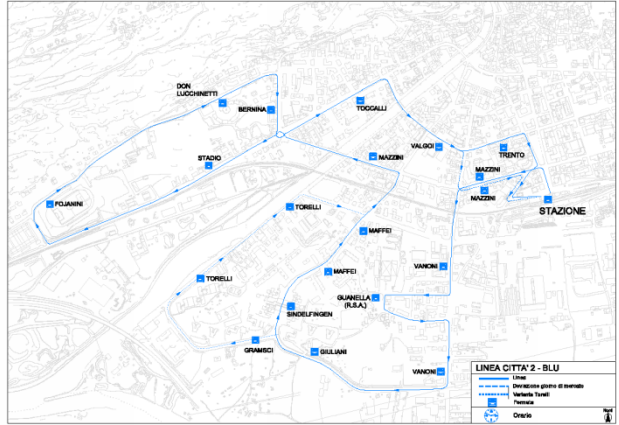 DON
LUCCHINETTI
BERNINA
TOCCALLI
STADIO
MAZZINI
VALGOI
TRENTO
MAZZINI
MAZZINI
FOJANINI
TORELLI
STAZIONE
MAFFEI
TORELLI
MAFFEI
VANONI
GUANELLA
(R.S.A.)
SINDELFINGEN
GRAMSCI
GIULIANI
VANONI
LINEA CITTA' 2 - BLU
Linea
Deviazione giorno di mercato
Variante Torelli
Fermata
Orario
Nord